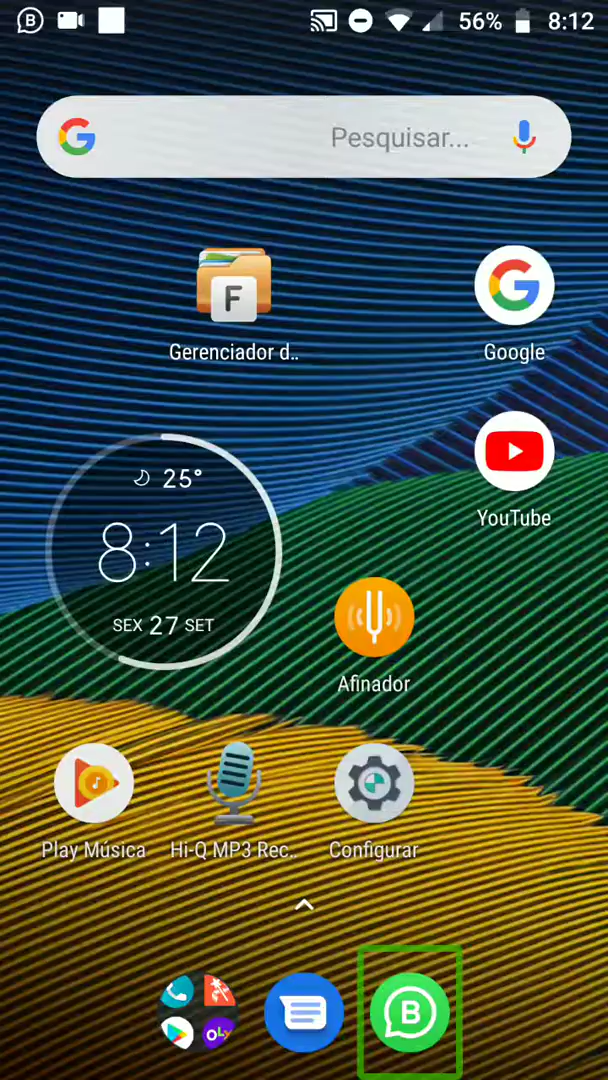 56% 8:12
Pesquisar...
F
Gerenciador d..
Google
YouTube
25°
8:12
SEX 27 SET
Afinador
Play Música
Hi-Q MP3 Rec..
Configurar
OLX
B